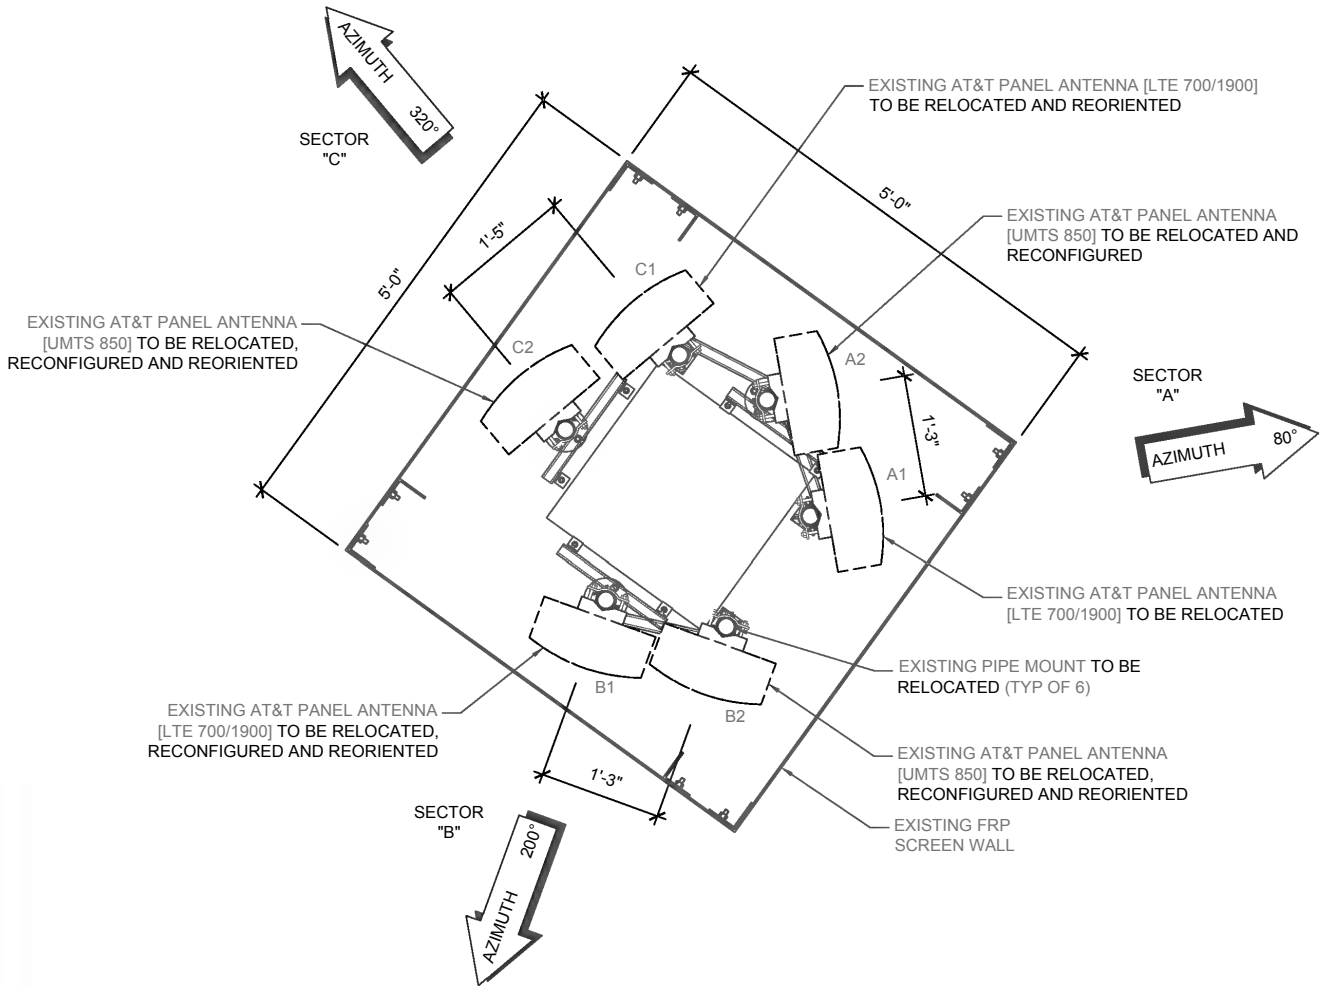 AZIMUTH
320°
SECTOR
"C"
EXISTING AT&T PANEL ANTENNA [LTE 700/1900]
TO BE RELOCATED AND REORIENTED
5'-0"
EXISTING AT&T PANEL ANTENNA
[UMTS 850] TO BE RELOCATED AND
RECONFIGURED
1'-5"
C1
5'-0"
EXISTING AT&T PANEL ANTENNA
[UMTS 850] TO BE RELOCATED,
RECONFIGURED AND REORIENTED
C2
A2
SECTOR
"A"
1'-3"
AZIMUTH
80°
A1
EXISTING AT&T PANEL ANTENNA
[LTE 700/1900] TO BE RELOCATED
EXISTING PIPE MOUNT TO BE
RELOCATED (TYP OF 6)
B1
B2
EXISTING AT&T PANEL ANTENNA
[LTE 700/1900] TO BE RELOCATED,
RECONFIGURED AND REORIENTED
EXISTING AT&T PANEL ANTENNA
[UMTS 850] TO BE RELOCATED,
RECONFIGURED AND REORIENTED
1'-3"
SECTOR
"B"
EXISTING FRP
SCREEN WALL
200°
AZIMUTH